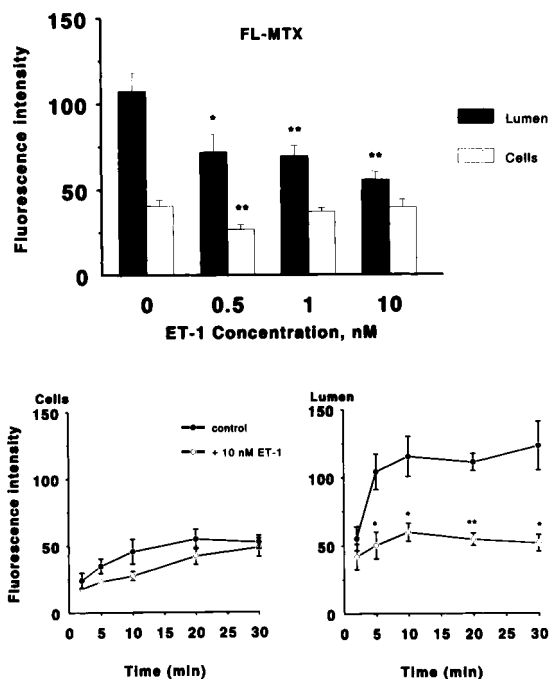 FL-MTX
Fluorescence intensity
150
100
50
0
*
**
**
**
Lumen
Cells
0 0.5 1 10
ET-1 Concentration, nM
Cells
Fluorescence intensity
150
100
50
0
control
+ 10 nM ET-1
0 5 10 15 20 25 30
Time (min)
Lumen
150
100
50
0
* * ** *
0 5 10 15 20 25 30
Time (min)